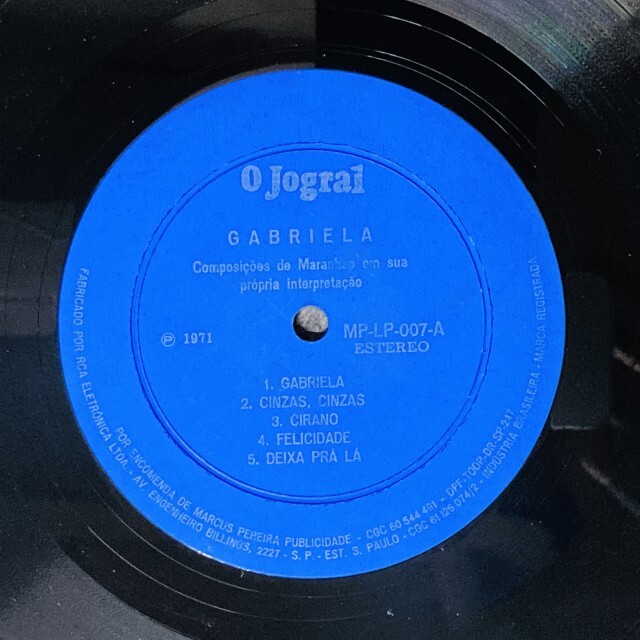 O Jogral
GABRIELA
Composições de Maranhão em sua
própria interpretação
Ⓟ 1971
MP-LP-007-A
ESTEREO
1. GABRIELA
2. CINZAS, CINZAS
3. CIRANO
4. FELICIDADE
5. DEIXA PRÁ LÁ
POR ENCOMENDA DE MARCUS PEREIRA PUBLICIDADE - CGC 60 544 491 - DPF. 1068-DR-SP-247
FABRICADO POR RCA ELETRÔNICA LTDA. - AV ENGENHEIRO BILLINGS, 2227 - S. P. - EST. S. PAULO - CGC 61 126 974/2 - INDÚSTRIA BRASILEIRA - MARCA REGISTRADA